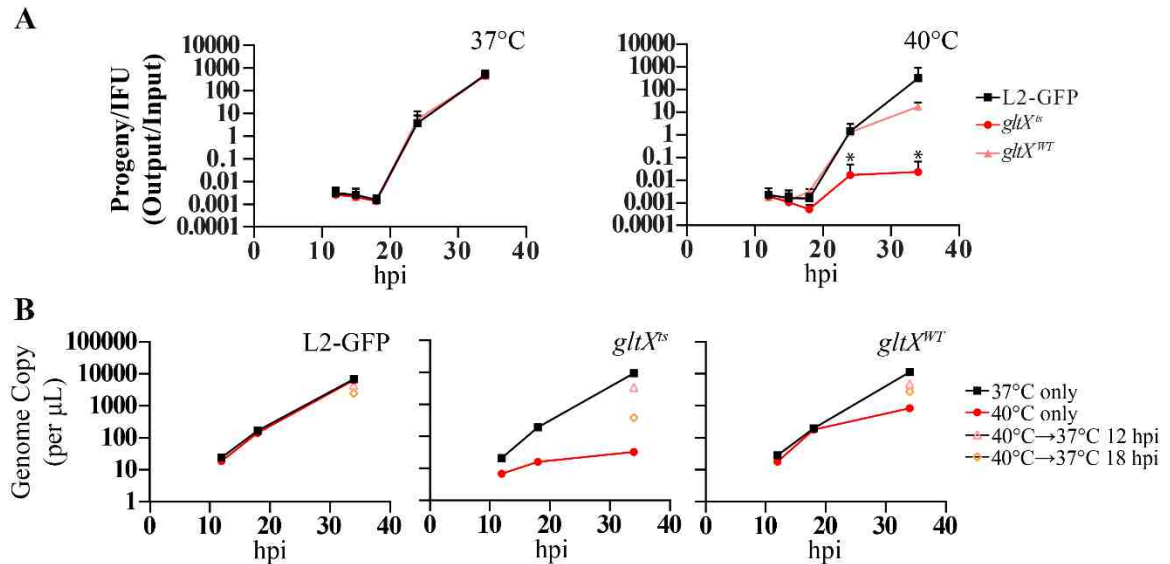 A
37°C
40°C
Progeny/IFU
(Output/Input)
10000
1000
100
10
1
0.1
0.01
0.001
0.0001
0 10 20 30 40
hpi
10000
1000
100
10
1
0.1
0.01
0.001
0.0001
* *
0 10 20 30 40
hpi
L2-GFP
gltXts
gltXWT
B
L2-GFP
gltXts
gltXWT
Genome Copy
(per µL)
100000
10000
1000
100
10
1
0 10 20 30 40
hpi
0 10 20 30 40
hpi
0 10 20 30 40
hpi
37°C only
40°C only
40°C→37°C 12 hpi
40°C→37°C 18 hpi